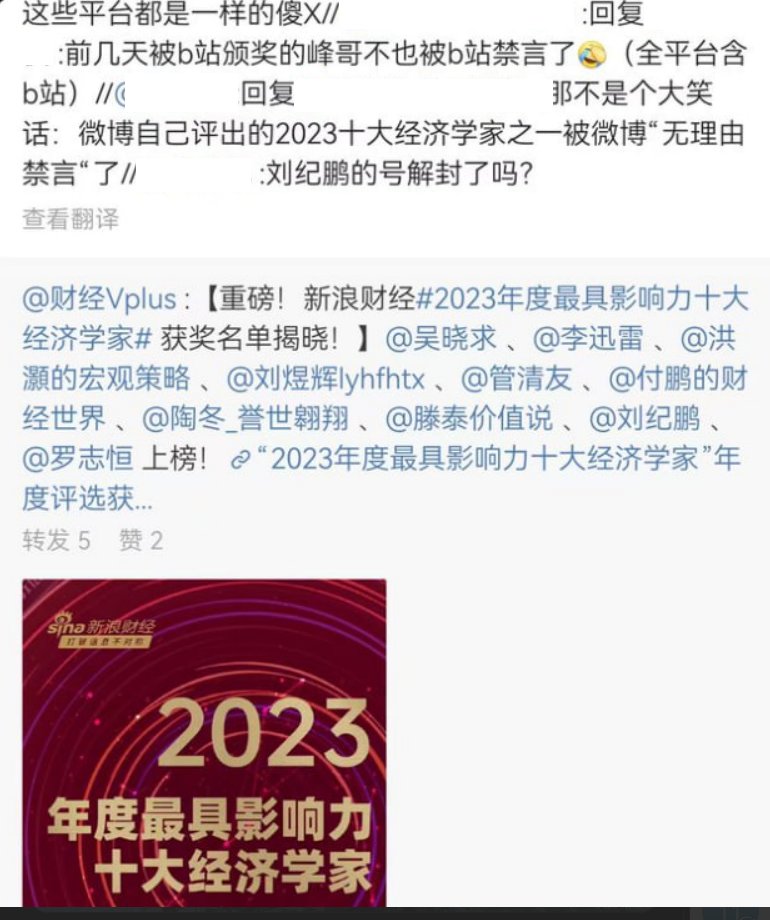 这些平台都是一样的傻X// :回复
:前几天被b站颁奖的峰哥不也被b站禁言了（全平台含
b站）//@ :回复 那不是个大笑
话：微博自己评出的2023十大经济学家之一被微博“无理由
禁言“了// :刘纪鹏的号解封了吗？
查看翻译
@财经Vplus：【重磅！新浪财经#2023年度最具影响力十大
经济学家# 获奖名单揭晓！】@吴晓求 、@李迅雷 、@洪
灝的宏观策略 、@刘煜辉lyhfhtx 、@管清友 、@付鹏的财
经世界 、@陶冬_誉世翱翔 、@滕泰价值说 、@刘纪鹏 、
@罗志恒 上榜！ “2023年度最具影响力十大经济学家”年
度评选获...
转发 5 赞 2
sina 新浪财经
打破信息不对称
2023
年度最具影响力
十大经济学家